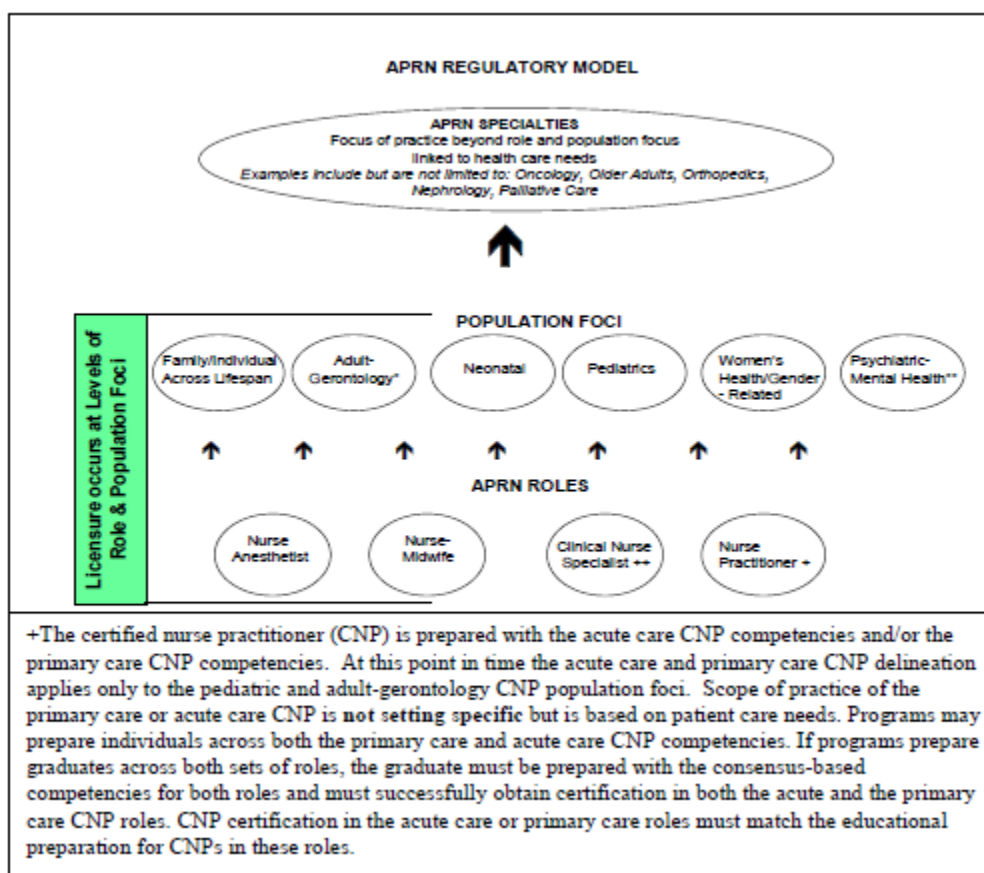 APRN REGULATORY MODEL
APRN SPECIALTIES
Focus of practice beyond role and population focus
linked to health care needs
Examples include but are not limited to: Oncology, Older Adults, Orthopedics,
Nephrology, Palliative Care
Licensure occurs at Levels of
Role & Population Foci
POPULATION FOCI
Family/Individual
Across Lifespan
Adult-
Gerontology*
Neonatal
Pediatrics
Women's
Health/Gender
- Related
Psychiatric-
Mental Health**
APRN ROLES
Nurse
Anesthetist
Nurse-
Midwife
Clinical Nurse
Specialist ++
Nurse
Practitioner +
+The certified nurse practitioner (CNP) is prepared with the acute care CNP competencies and/or the
primary care CNP competencies. At this point in time the acute care and primary care CNP delineation
applies only to the pediatric and adult-gerontology CNP population foci. Scope of practice of the
primary care or acute care CNP is not setting specific but is based on patient care needs. Programs may
prepare individuals across both the primary care and acute care CNP competencies. If programs prepare
graduates across both sets of roles, the graduate must be prepared with the consensus-based
competencies for both roles and must successfully obtain certification in both the acute and the primary
care CNP roles. CNP certification in the acute care or primary care roles must match the educational
preparation for CNPs in these roles.